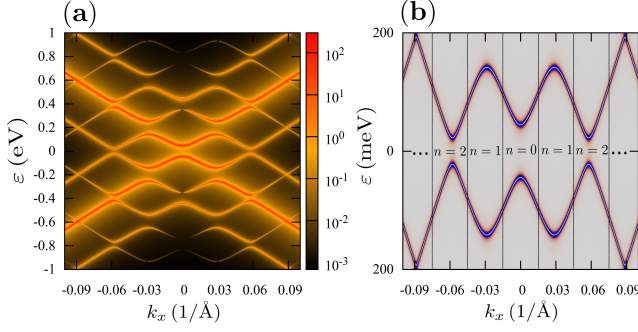 (a)
(b)
1
0.8
0.6
0.4
0.2
0
-0.2
-0.4
-0.6
-0.8
-1
ε (eV)
-0.09 -0.06 -0.03 0 0.03 0.06 0.09
k_x (1/Å)
10²
10¹
10⁰
10⁻¹
10⁻²
10⁻³
200
0
200
ε (meV)
... n = 2 n = 1 n = 0 n = 1 n = 2 ...
-0.09 -0.06 -0.03 0 0.03 0.06 0.09
k_x (1/Å)